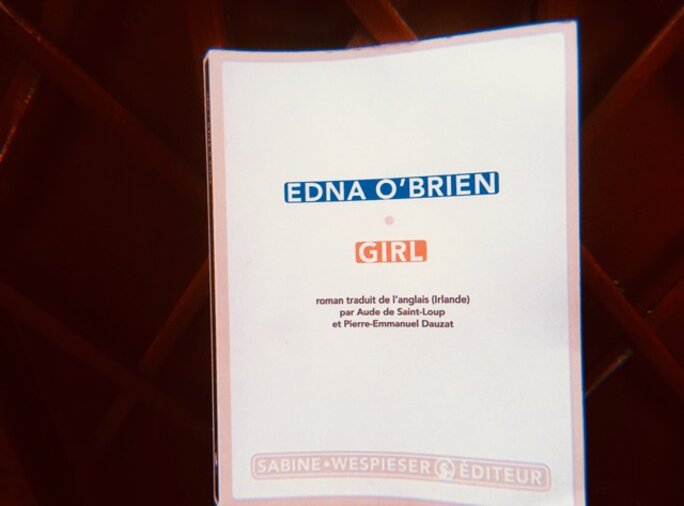 EDNA O'BRIEN
GIRL
roman traduit de l'anglais (Irlande)
par Aude de Saint-Loup
et Pierre-Emmanuel Dauzat
SABINE•WESPIESER ÉDITEUR